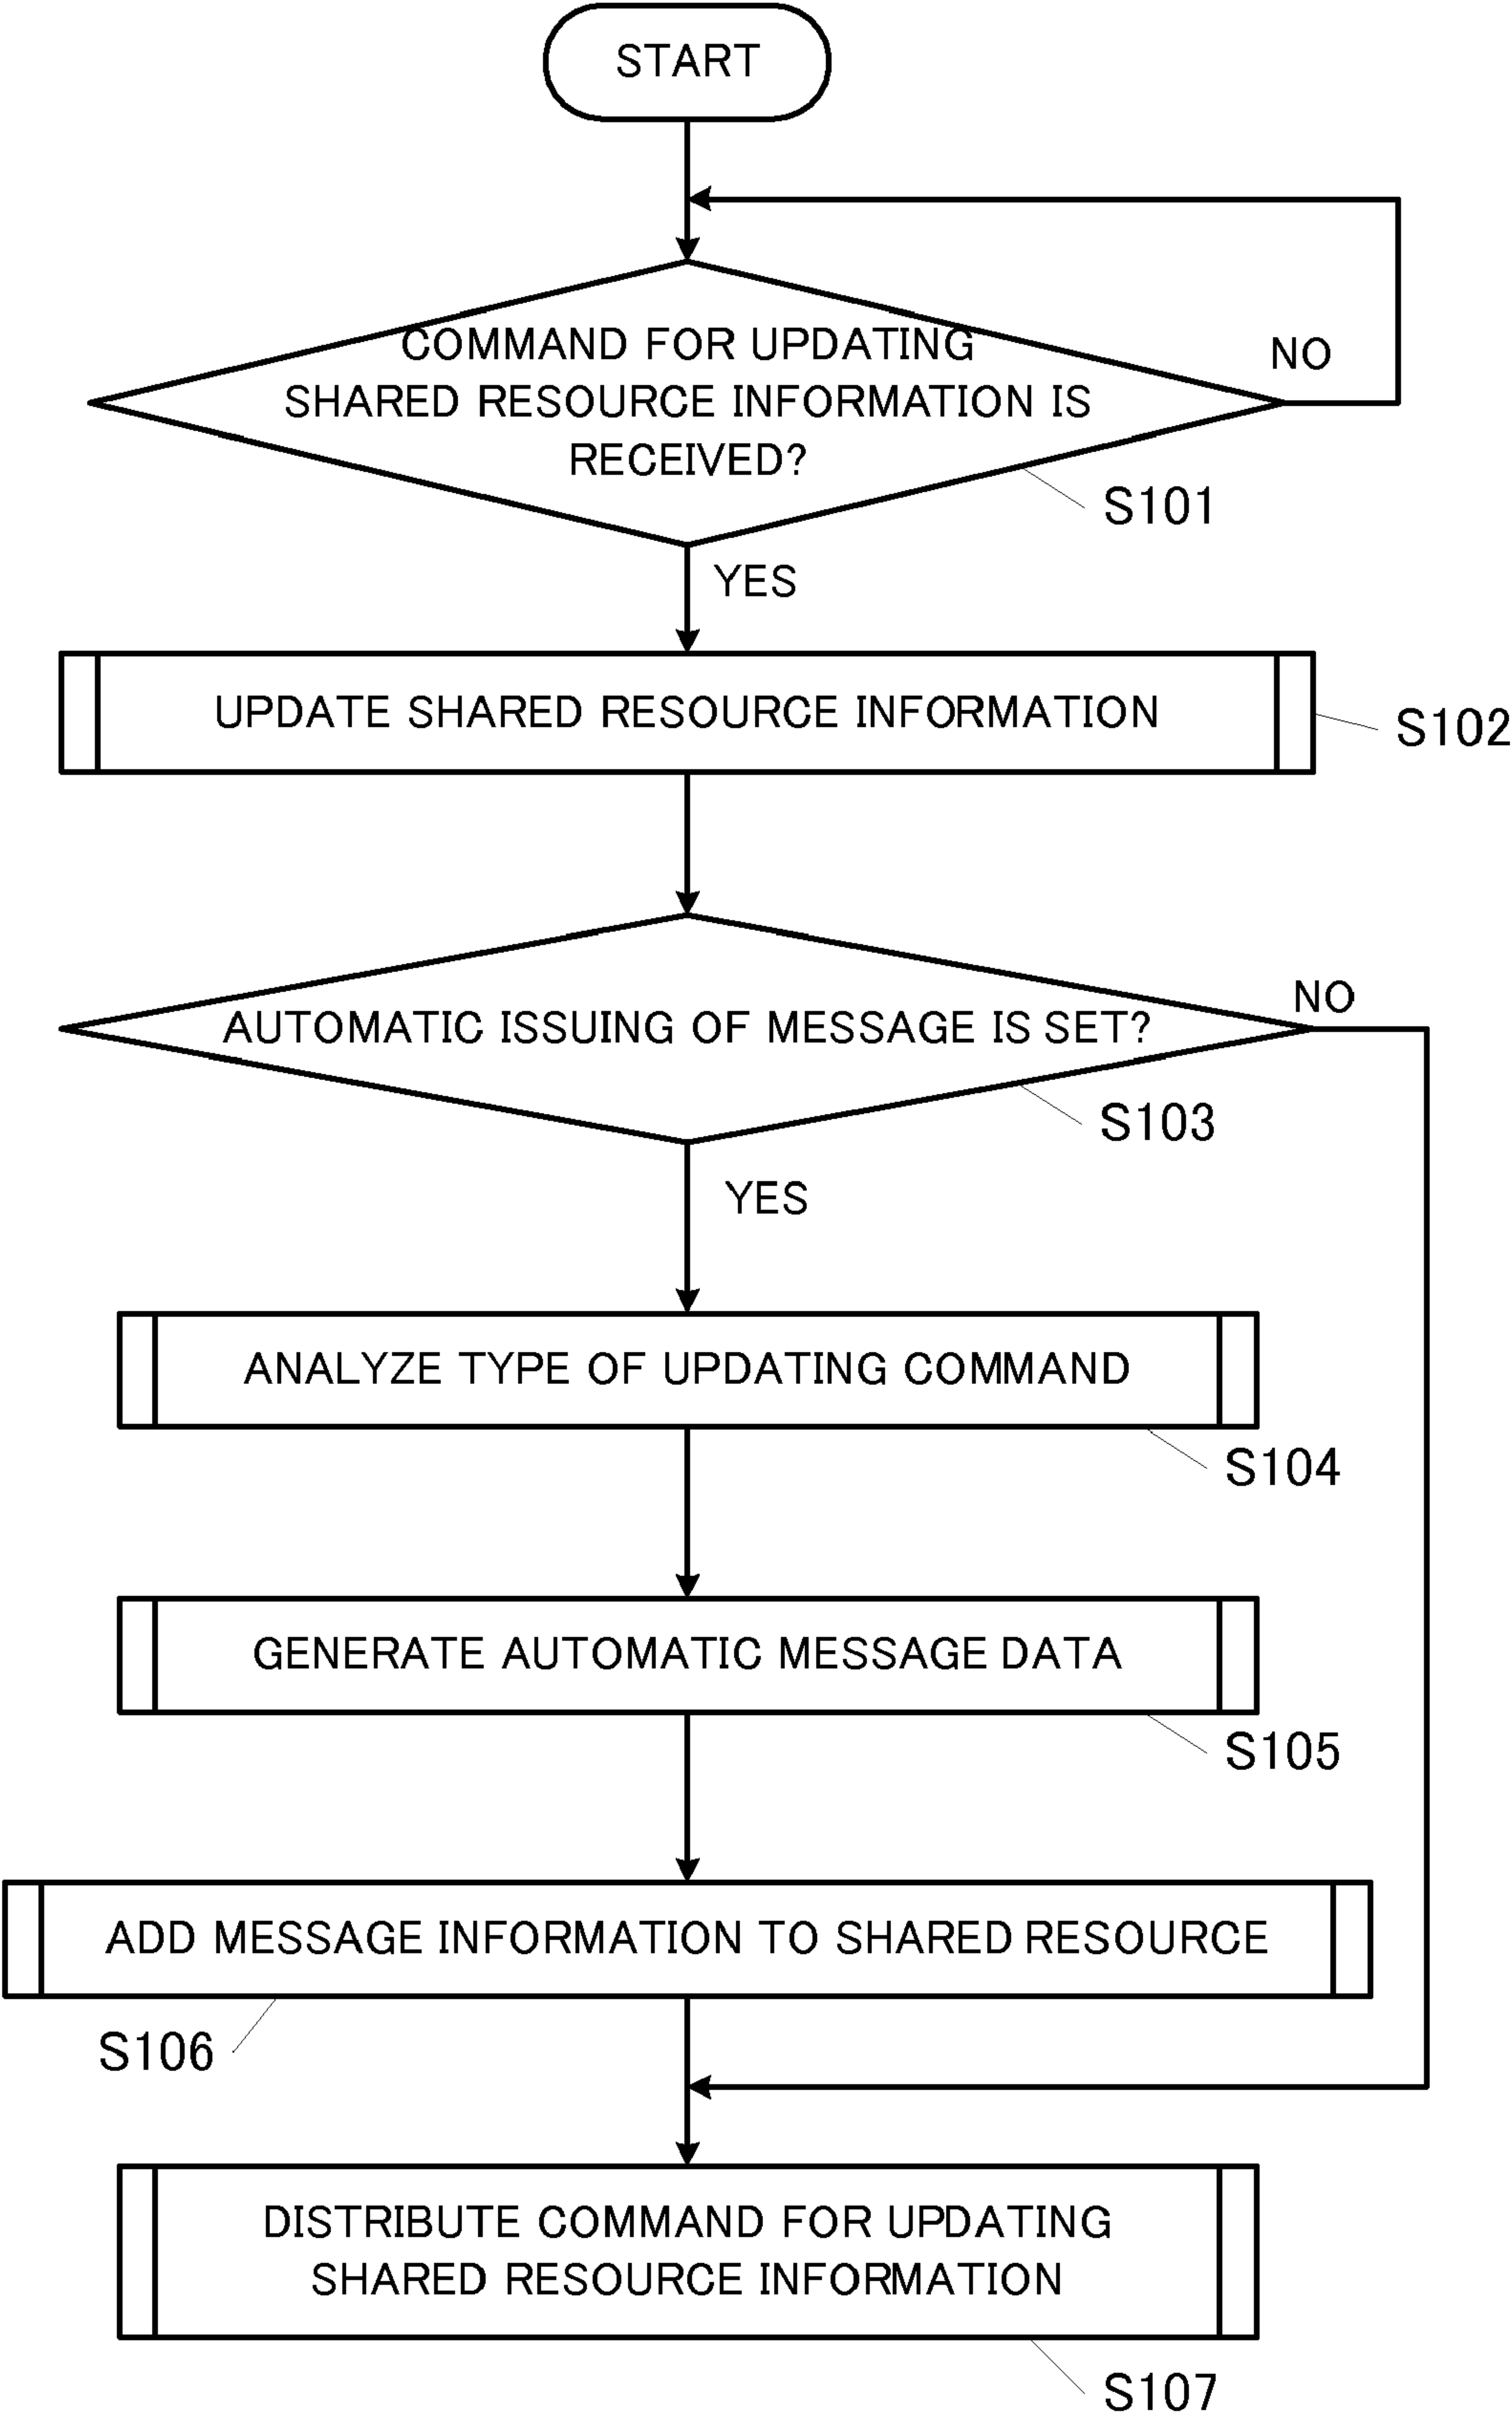 START
COMMAND FOR UPDATING
SHARED RESOURCE INFORMATION IS
RECEIVED?
NO
S101
YES
UPDATE SHARED RESOURCE INFORMATION
S102
AUTOMATIC ISSUING OF MESSAGE IS SET?
NO
S103
YES
ANALYZE TYPE OF UPDATING COMMAND
S104
GENERATE AUTOMATIC MESSAGE DATA
S105
ADD MESSAGE INFORMATION TO SHARED RESOURCE
S106
DISTRIBUTE COMMAND FOR UPDATING
SHARED RESOURCE INFORMATION
S107